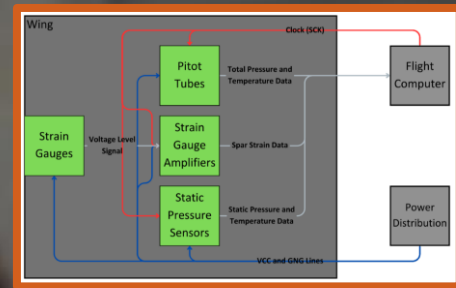 Wing
Clock (SCK)
Pitot
Tubes
Total Pressure and
Temperature Data
Flight
Computer
Strain
Gauges
Voltage Level
Signal
Strain
Gauge
Amplifiers
Spar Strain Data
Static
Pressure
Sensors
Static Pressure and
Temperature Data
Power
Distribution
VCC and GNG Lines